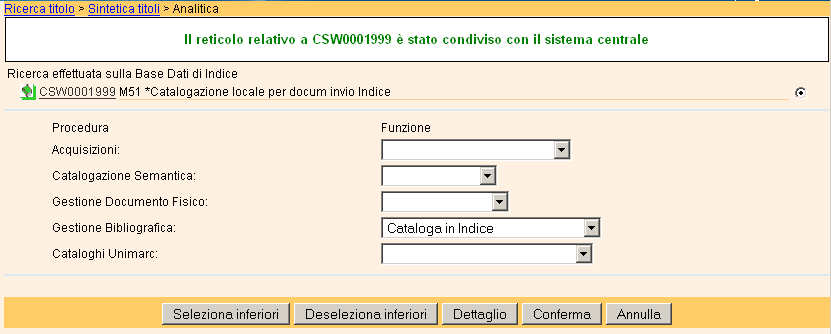 Ricerca titolo > Sintetica titoli > Analitica
Il reticolo relativo a CSW0001999 è stato condiviso con il sistema centrale
Ricerca effettuata sulla Base Dati di Indice
CSW0001999 M51 *Catalogazione locale per docum invio Indice
Procedura Funzione
Acquisizioni:
Catalogazione Semantica:
Gestione Documento Fisico:
Gestione Bibliografica: Cataloga in Indice
Cataloghi Unimarc:
Seleziona inferiori Deseleziona inferiori Dettaglio Conferma Annulla